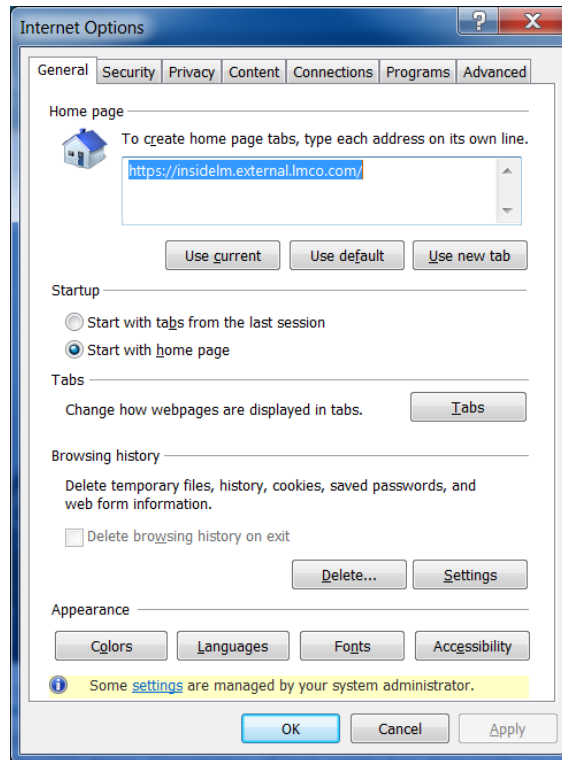 Internet Options
General Security Privacy Content Connections Programs Advanced
Home page
To create home page tabs, type each address on its own line.
https://insidelm.external.lmco.com/
Use current Use default Use new tab
Startup
Start with tabs from the last session
Start with home page
Tabs
Change how webpages are displayed in tabs. Tabs
Browsing history
Delete temporary files, history, cookies, saved passwords, and
web form information.
Delete browsing history on exit
Delete... Settings
Appearance
Colors Languages Fonts Accessibility
Some settings are managed by your system administrator.
OK Cancel Apply